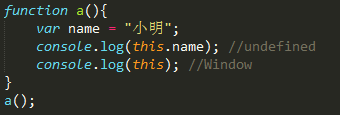 function a(){
    var name = "小明";
    console.log(this.name); //undefined
    console.log(this); //Window
}
a();